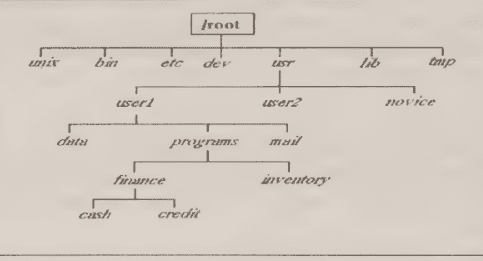 /root
unix bin etc dev usr lib tmp
user1 user2 novice
data programs mail
finance inventory
cash credit